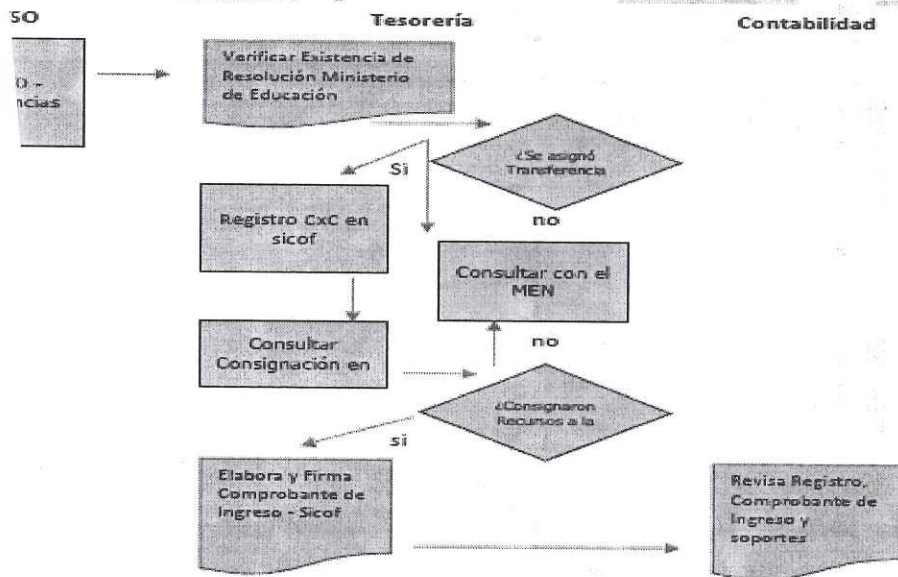 SO
Tesorería
Contabilidad
O -
ncias
Verificar Existencia de
Resolución Ministerio
de Educación
¿Se asignó
Transferencia
Si
no
Registro CxC en
sicof
Consultar con el
MEN
Consultar
Consignación en
no
¿Consignaron
Recursos a la
si
Elabora y Firma
Comprobante de
Ingreso - Sicof
Revisa Registro,
Comprobante de
Ingreso y
soportes